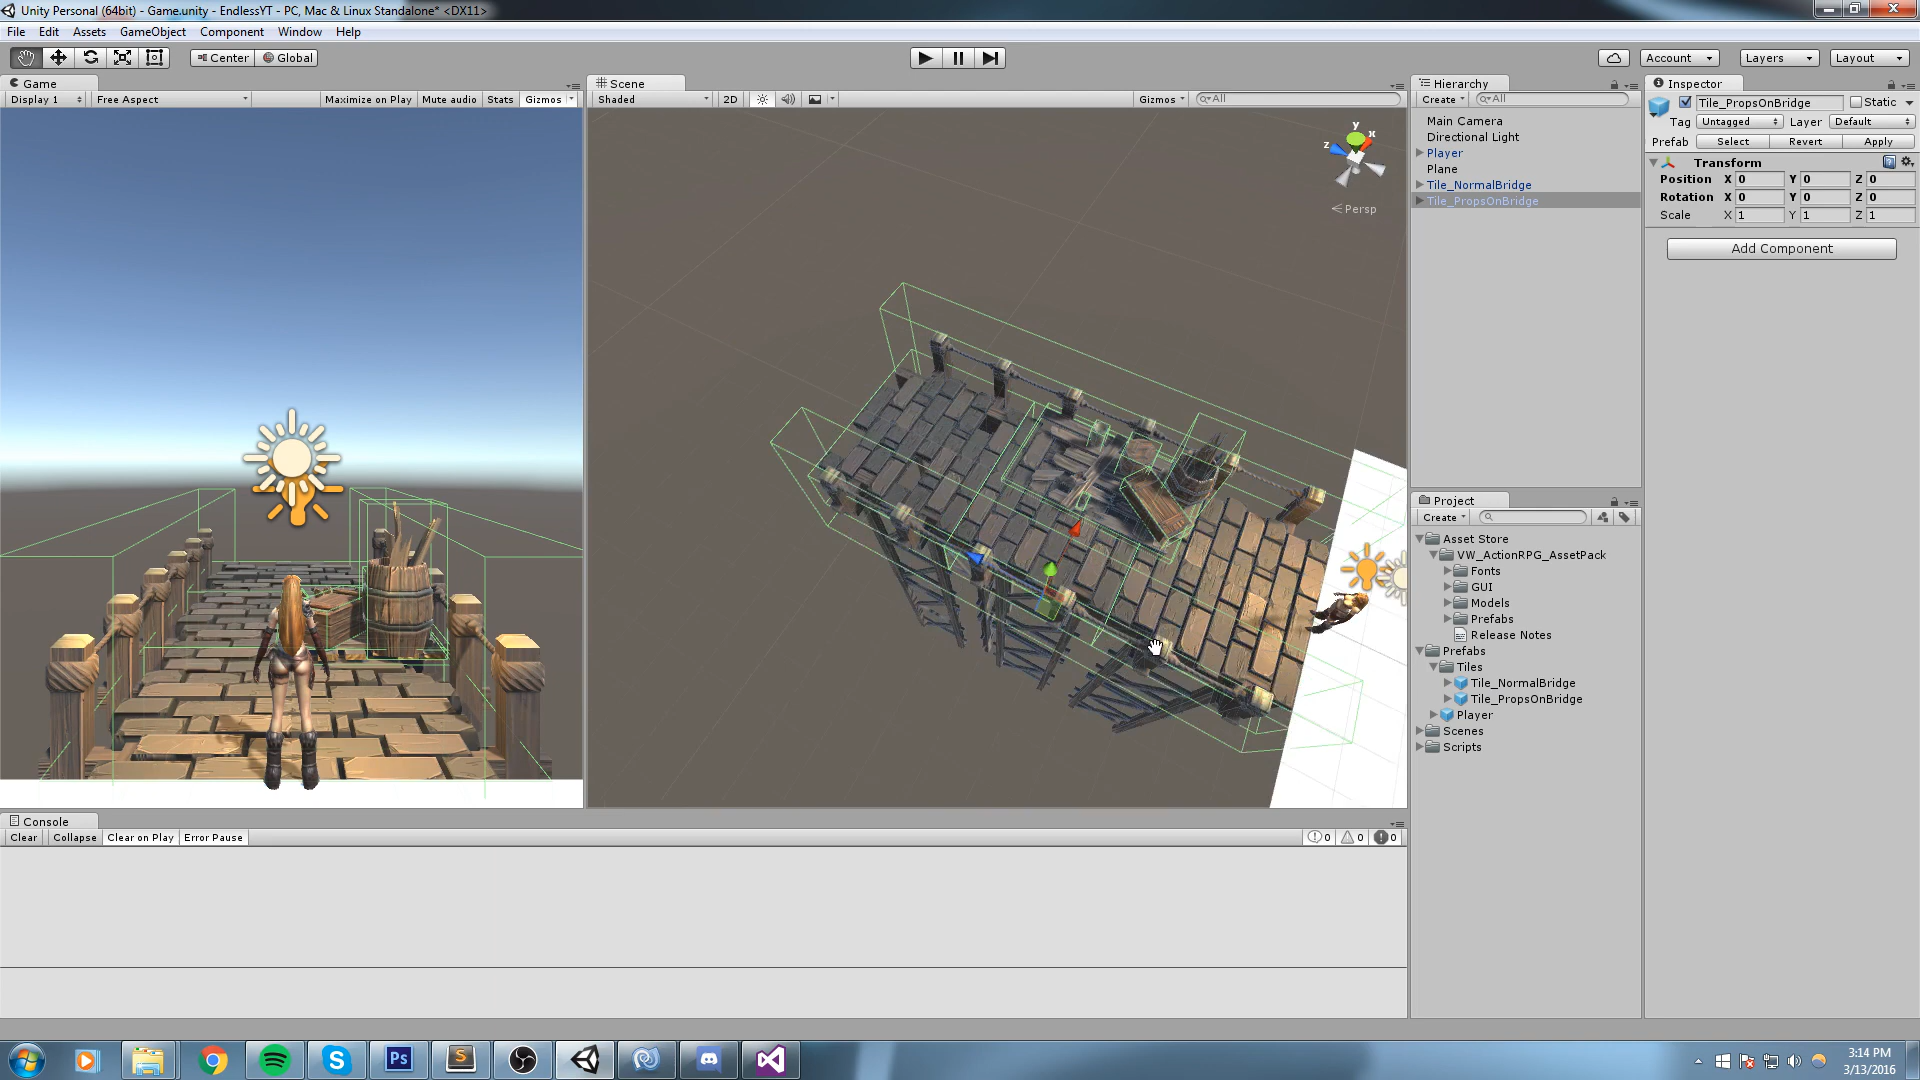 Unity Personal (64bit) - Game.unity - EndlessYT - PC, Mac & Linux Standalone* <DX11>
File Edit Assets GameObject Component Window Help
Center Global Account Layers Layout
Game
Display 1 Free Aspect Maximize on Play Mute audio Stats Gizmos
Scene
Shaded 2D Gizmos All
y
x
z
Persp
Hierarchy
Create All
Main Camera
Directional Light
Player
Plane
Tile_NormalBridge
Tile_PropsOnBridge
Project
Create
Asset Store
VW_ActionRPG_AssetPack
Fonts
GUI
Models
Prefabs
Release Notes
Prefabs
Tiles
Tile_NormalBridge
Tile_PropsOnBridge
Player
Scenes
Scripts
Inspector
Tile_PropsOnBridge Static
Tag Untagged Layer Default
Prefab Select Revert Apply
Transform
Position X 0 Y 0 Z 0
Rotation X 0 Y 0 Z 0
Scale X 1 Y 1 Z 1
Add Component
Console
Clear Collapse Clear on Play Error Pause 0 0 0
Ps
S
3:14 PM
3/13/2016